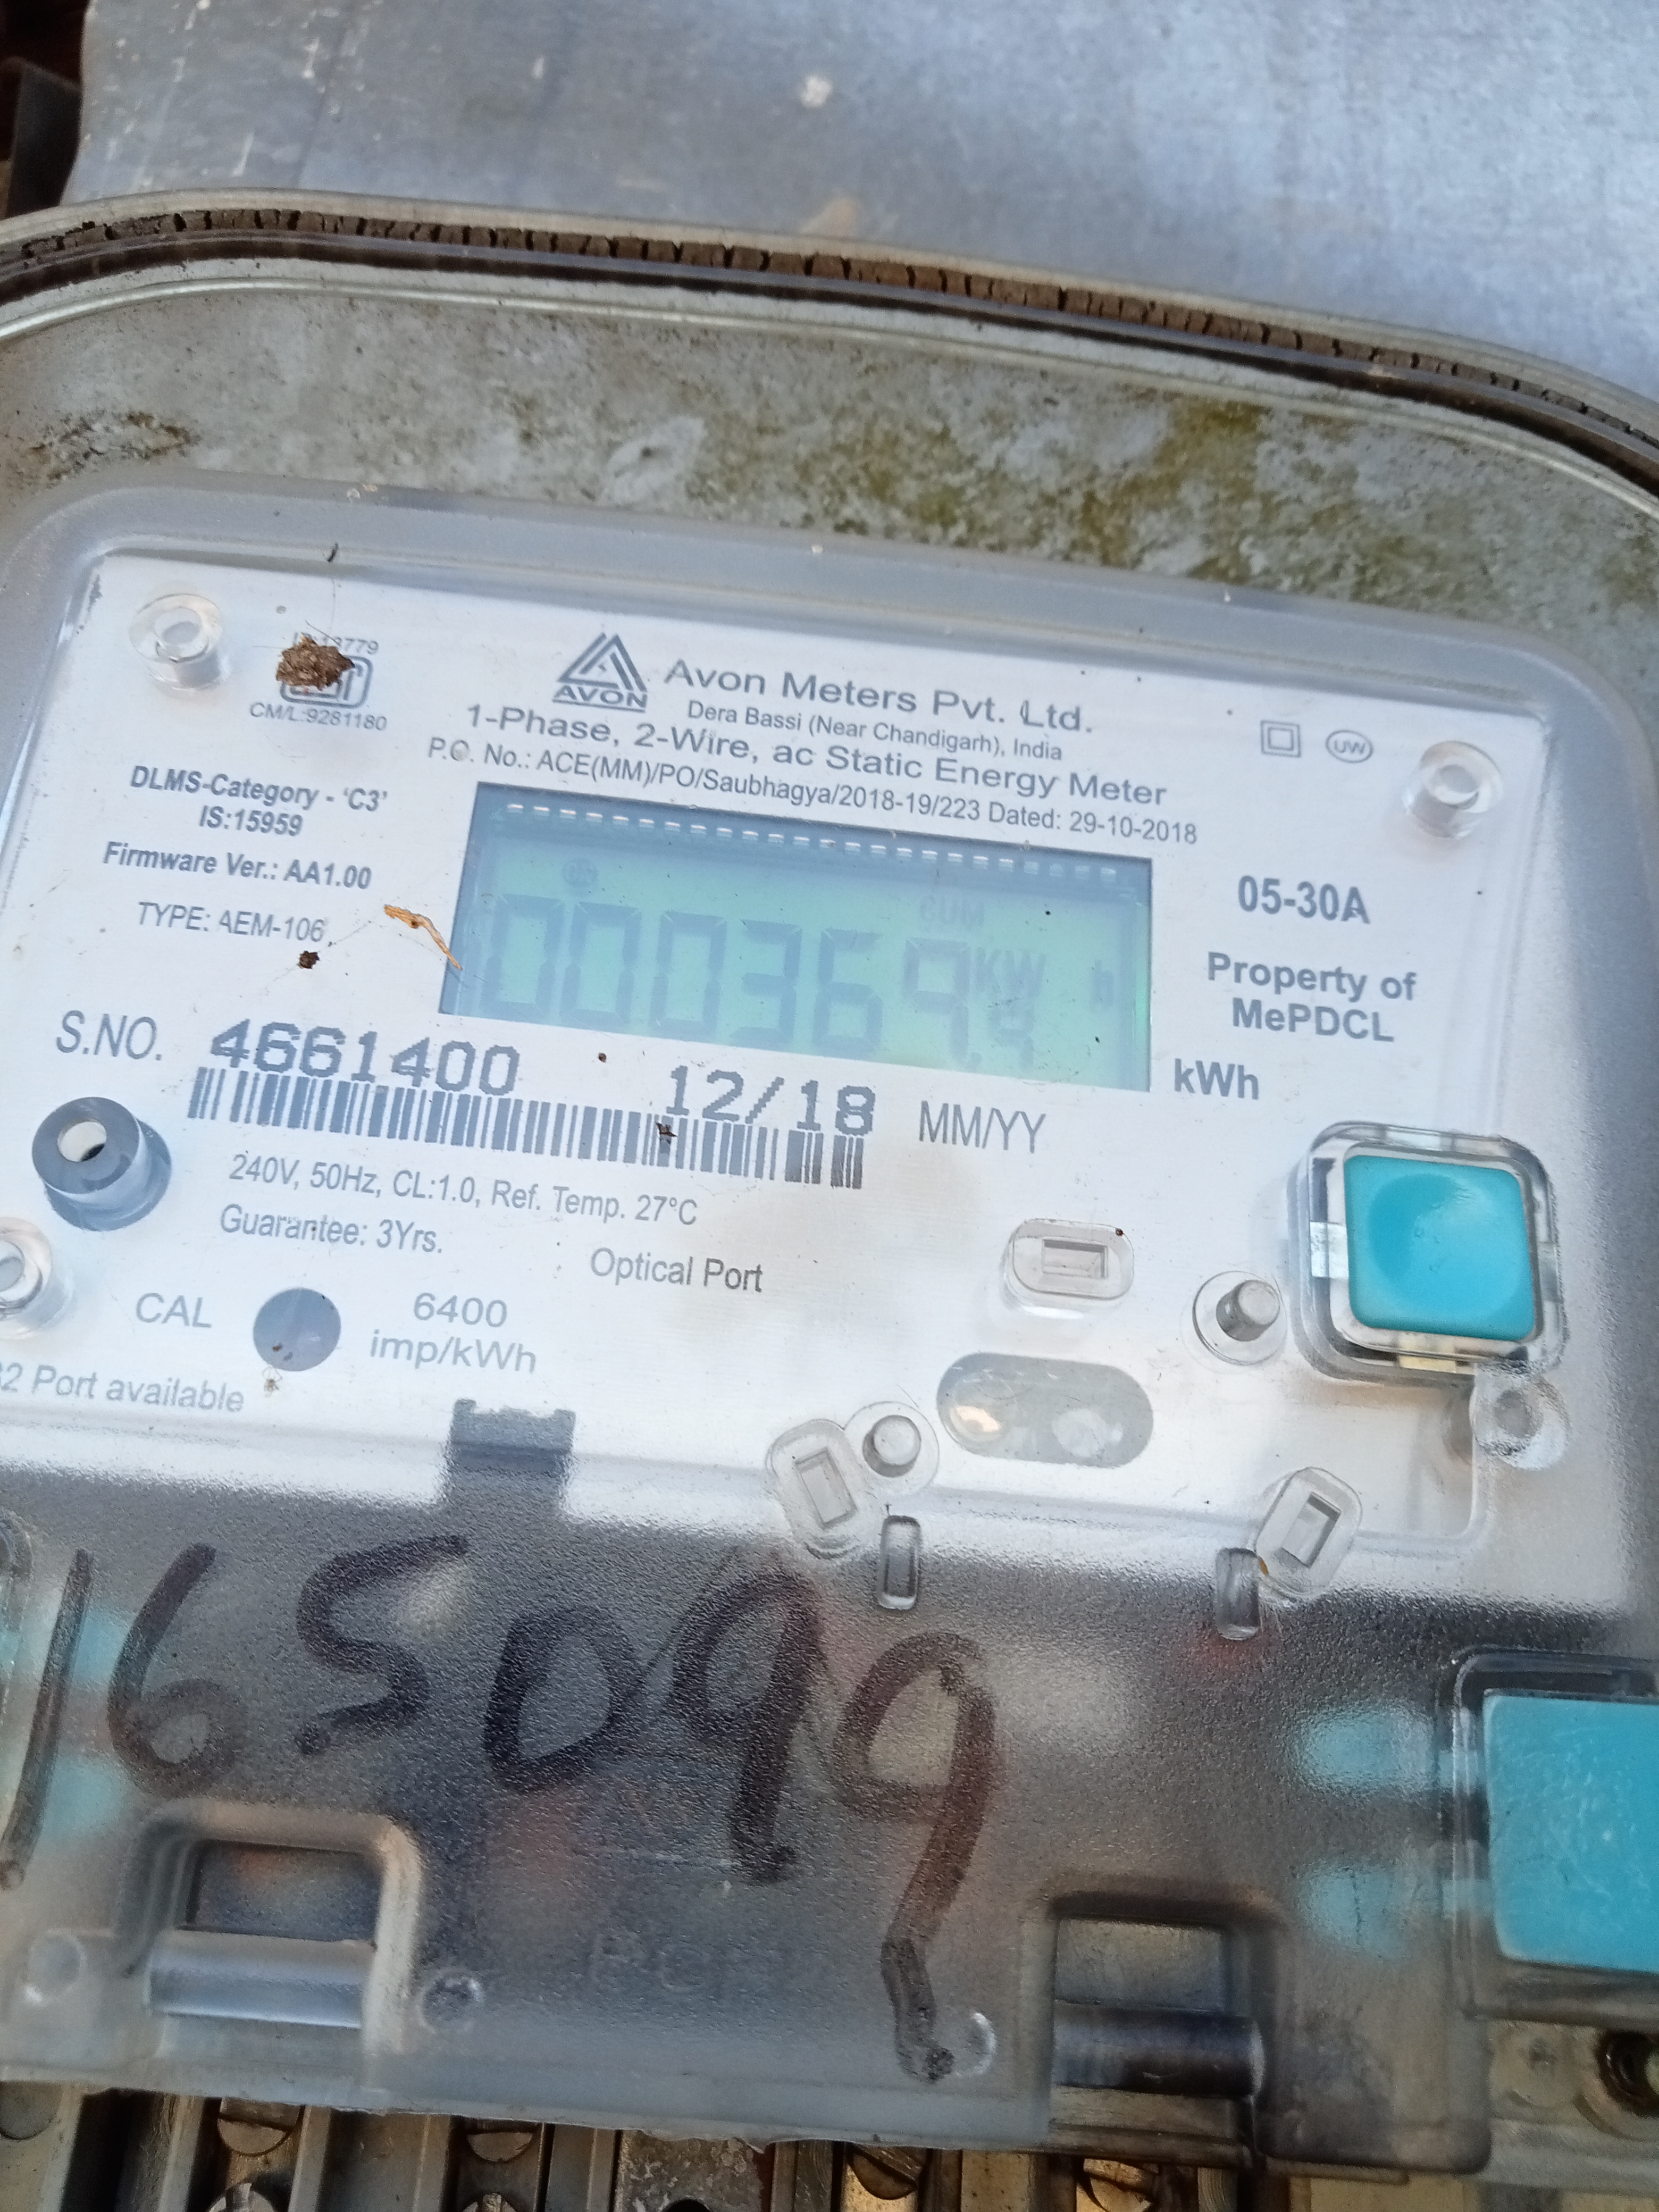 CM/L:9281180
AVON
Avon Meters Pvt. Ltd.
Dera Bassi (Near Chandigarh), India
UW
1-Phase, 2-Wire, ac Static Energy Meter
P.O. No.: ACE(MM)/PO/Saubhagya/2018-19/223 Dated: 29-10-2018
DLMS-Category - ‘C3’
IS:15959
Firmware Ver.: AA1.00
TYPE: AEM-106
CUM
000369.4 KW h
05-30A
Property of
MePDCL
kWh
S.NO. 4661400 12/18 MM/YY
240V, 50Hz, CL:1.0, Ref. Temp. 27°C
Guarantee: 3Yrs.
Optical Port
CAL
6400
imp/kWh
Port available
165099